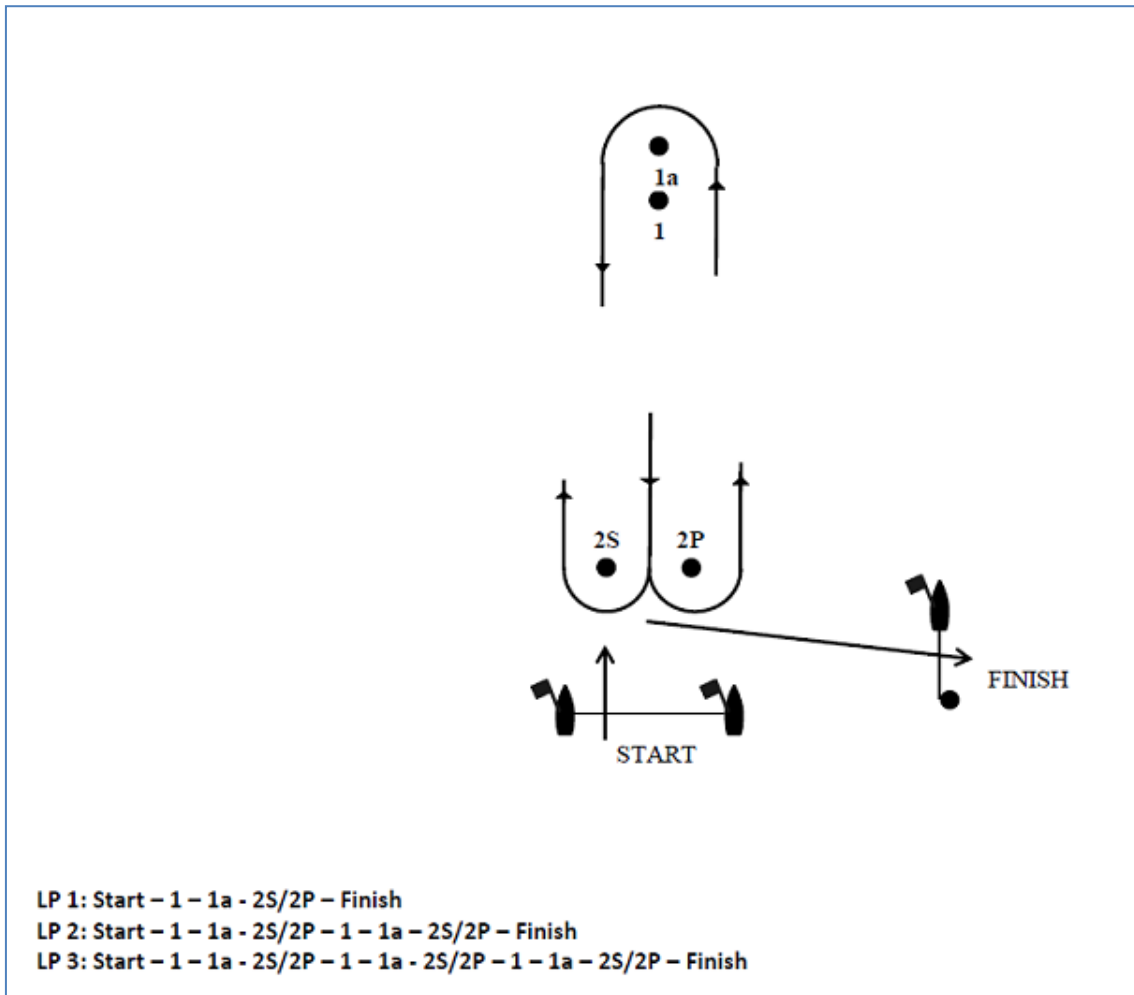 1a
1
2S 2P
FINISH
START
LP 1: Start – 1 – 1a - 2S/2P – Finish
LP 2: Start – 1 – 1a - 2S/2P – 1 – 1a – 2S/2P – Finish
LP 3: Start – 1 – 1a - 2S/2P – 1 – 1a - 2S/2P – 1 – 1a – 2S/2P – Finish